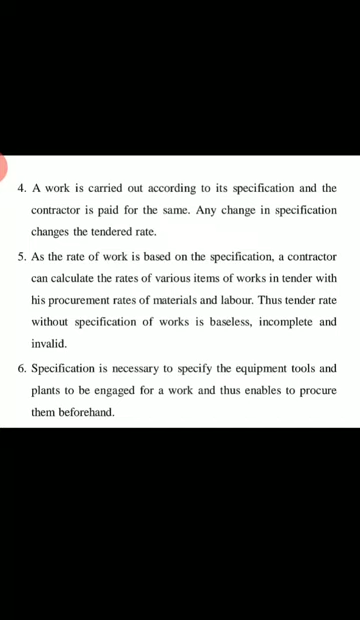 4. A work is carried out according to its specification and the
contractor is paid for the same. Any change in specification
changes the tendered rate.
5. As the rate of work is based on the specification, a contractor
can calculate the rates of various items of works in tender with
his procurement rates of materials and labour. Thus tender rate
without specification of works is baseless, incomplete and
invalid.
6. Specification is necessary to specify the equipment tools and
plants to be engaged for a work and thus enables to procure
them beforehand.